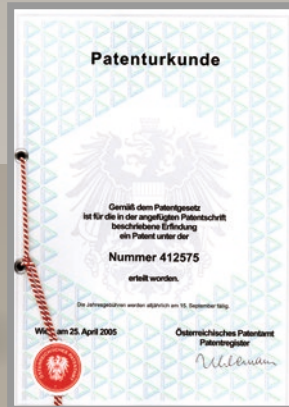 Patenturkunde
Gemäß dem Patentgesetz
ist für die in der angefügten Patentschrift
beschriebene Erfindung
ein Patent unter der
Nummer 412575
erteilt worden.
Die Jahresgebühren werden alljährlich am 15. September fällig.
Wien, am 25. April 2005
Österreichisches Patentamt
Patentregister